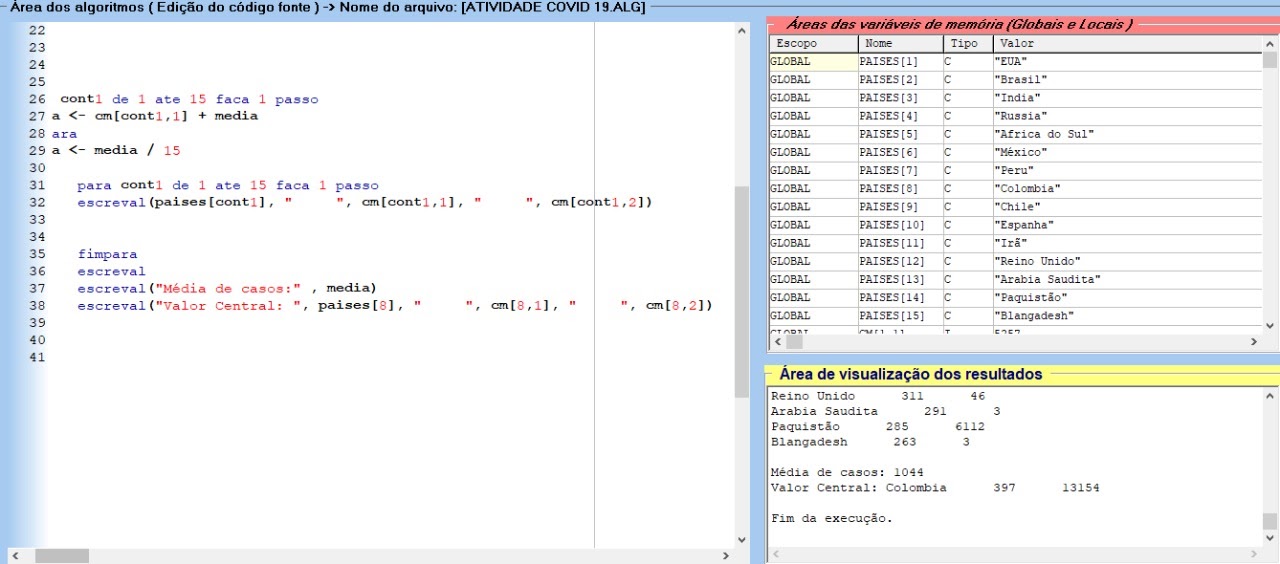 Área dos algoritmos ( Edição do código fonte ) -> Nome do arquivo: [ATIVIDADE COVID 19.ALG]
22
23
24
25
26 cont1 de 1 ate 15 faca 1 passo
27 a <- cm[cont1,1] + media
28 ara
29 a <- media / 15
30
31 para cont1 de 1 ate 15 faca 1 passo
32 escreval(paises[cont1], "      ", cm[cont1,1], "      ", cm[cont1,2])
33
34
35 fimpara
36 escreval
37 escreval("Média de casos:" , media)
38 escreval("Valor Central: ", paises[8], "      ", cm[8,1], "      ", cm[8,2])
39
40
41
Áreas das variáveis de memória (Globais e Locais )
Escopo Nome Tipo Valor
GLOBAL PAISES[1] C "EUA"
GLOBAL PAISES[2] C "Brasil"
GLOBAL PAISES[3] C "India"
GLOBAL PAISES[4] C "Russia"
GLOBAL PAISES[5] C "Africa do Sul"
GLOBAL PAISES[6] C "México"
GLOBAL PAISES[7] C "Peru"
GLOBAL PAISES[8] C "Colombia"
GLOBAL PAISES[9] C "Chile"
GLOBAL PAISES[10] C "Espanha"
GLOBAL PAISES[11] C "Irã"
GLOBAL PAISES[12] C "Reino Unido"
GLOBAL PAISES[13] C "Arabia Saudita"
GLOBAL PAISES[14] C "Paquistão"
GLOBAL PAISES[15] C "Blangadesh"
GLOBAL CM[1,1] I 5257
Área de visualização dos resultados
Reino Unido 311 46
Arabia Saudita 291 3
Paquistão 285 6112
Blangadesh 263 3
Média de casos: 1044
Valor Central: Colombia 397 13154
Fim da execução.